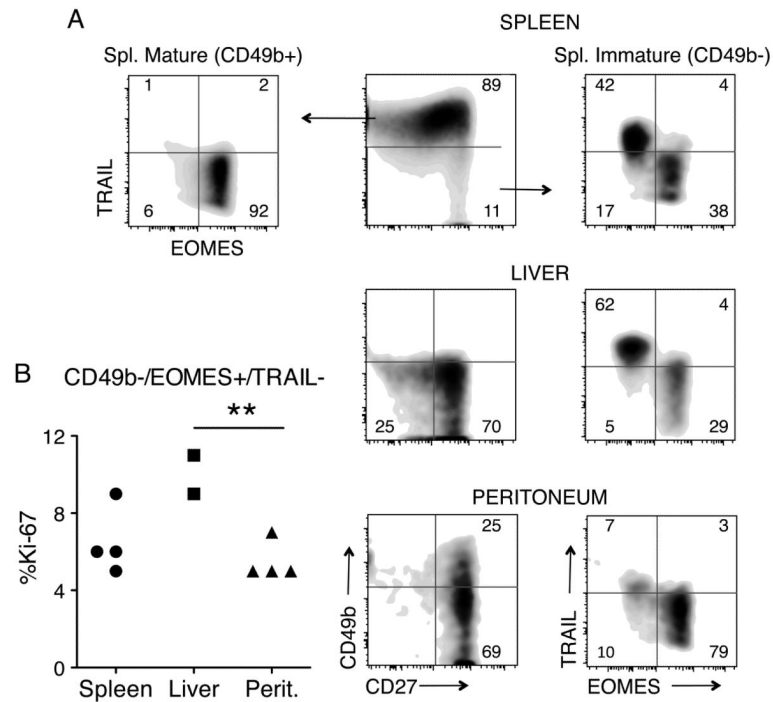 A
SPLEEN
Spl. Mature (CD49b+)
Spl. Immature (CD49b-)
1 2
6 92
TRAIL
EOMES
89
11
42 4
17 38
LIVER
25 70
62 4
5 29
B
CD49b-/EOMES+/TRAIL-
**
12
8
4
0
%Ki-67
Spleen Liver Perit.
PERITONEUM
25
69
CD49b
CD27
7 3
10 79
TRAIL
EOMES